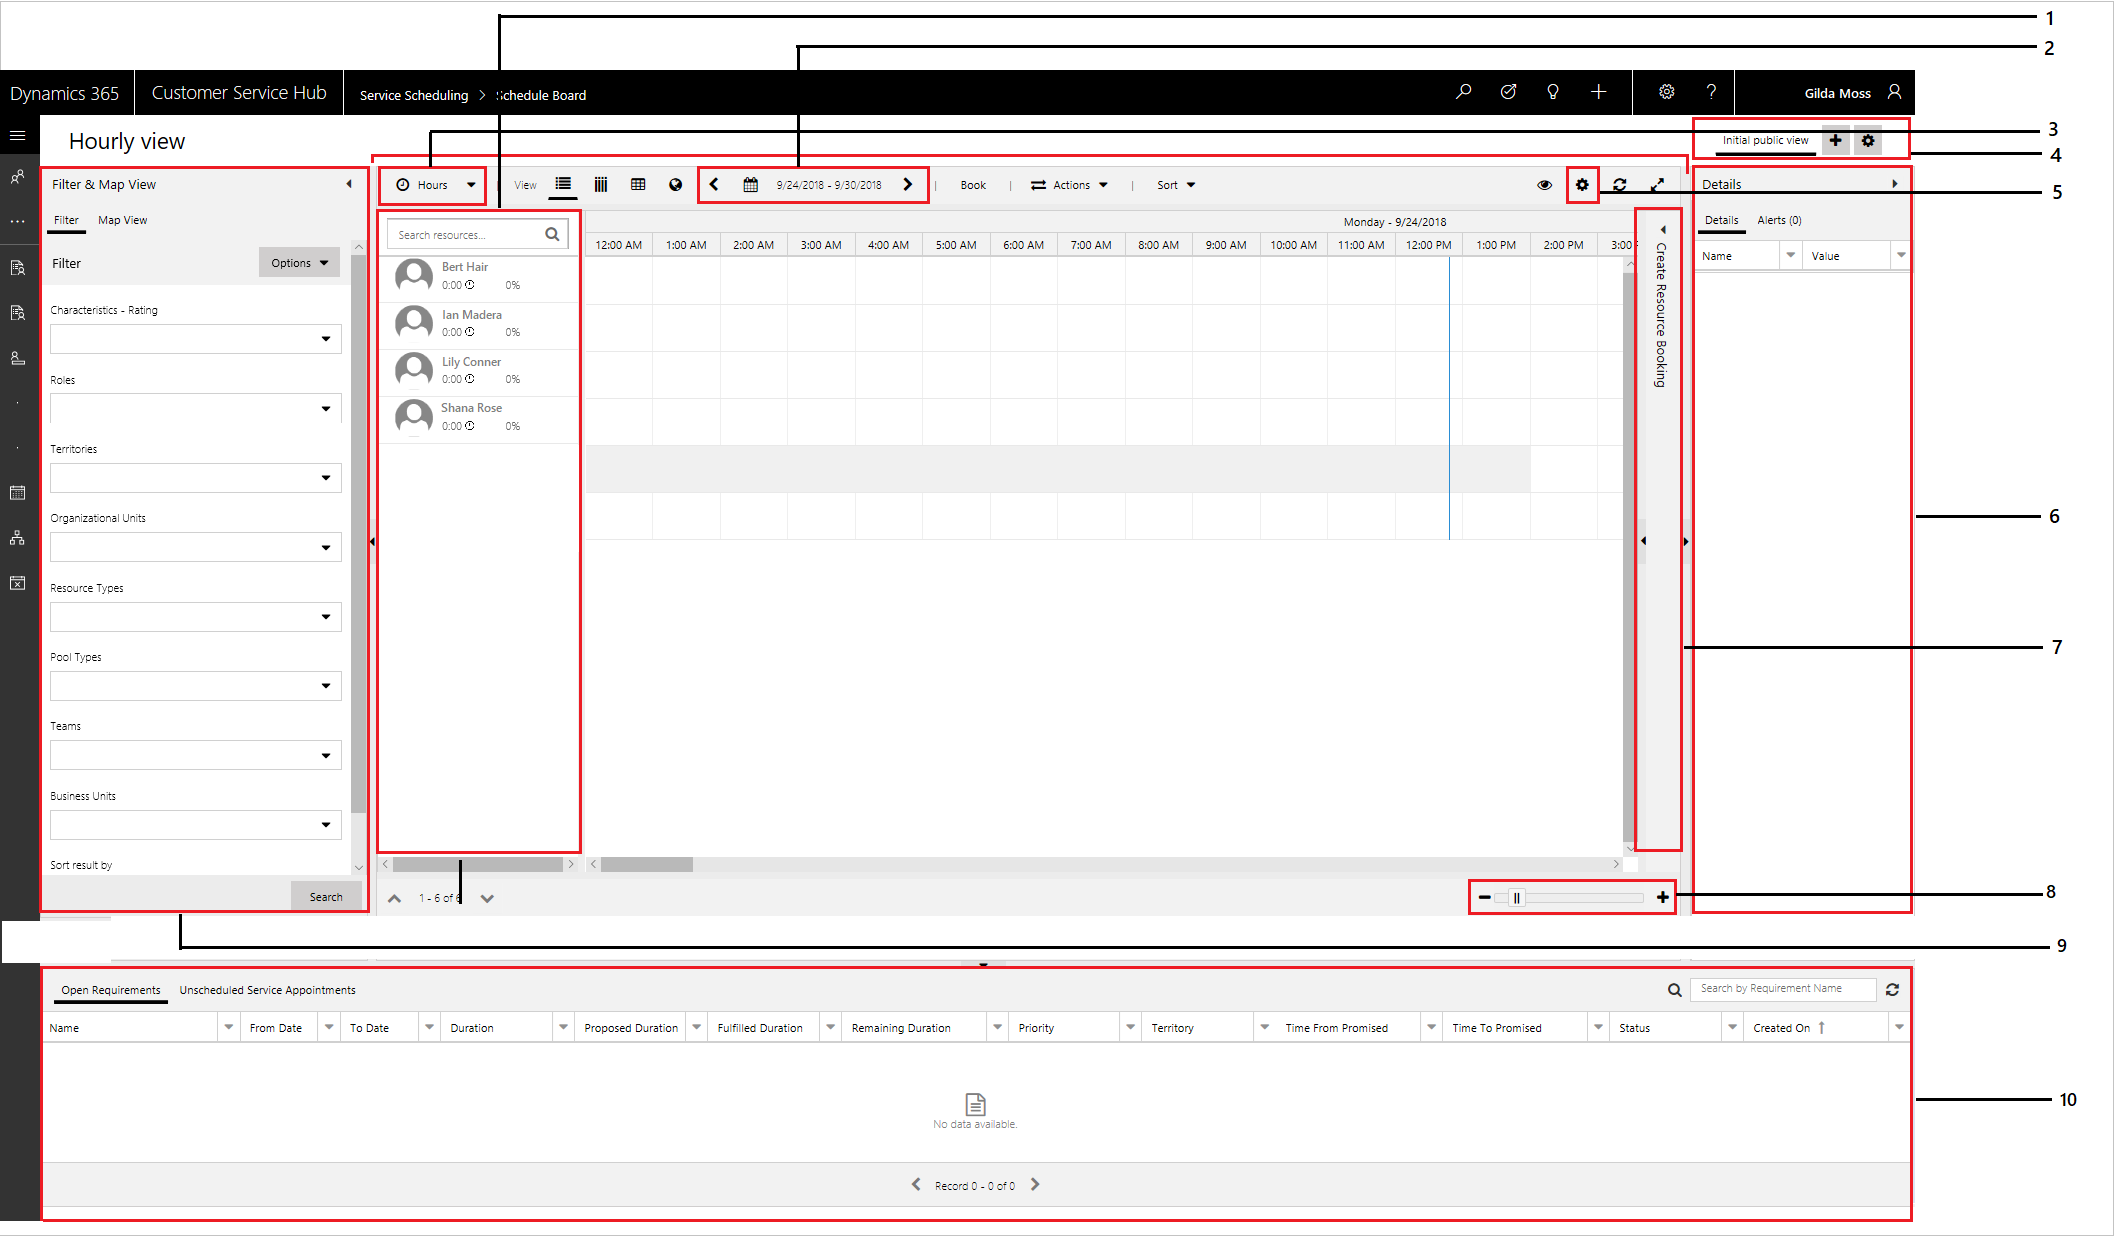 1
2
Dynamics 365
Customer Service Hub
Service Scheduling > Schedule Board
Gilda Moss
Hourly view
3
Initial public view
4
Filter & Map View
Hours
View
9/24/2018 - 9/30/2018
Book
Actions
Sort
Details
5
Filter
Map View
Details
Alerts (0)
Search resources...
Monday - 9/24/2018
12:00 AM
1:00 AM
2:00 AM
3:00 AM
4:00 AM
5:00 AM
6:00 AM
7:00 AM
8:00 AM
9:00 AM
10:00 AM
11:00 AM
12:00 PM
1:00 PM
2:00 PM
3:00
Filter
Options
Name
Value
Create Resource Booking
Bert Hair
0:00
0%
Ian Madera
0:00
0%
Lily Conner
0:00
0%
Shana Rose
0:00
0%
Characteristics - Rating
Roles
Territories
Organizational Units
Resource Types
Pool Types
Teams
Business Units
Sort result by
Search
6
7
1 - 6 of 6
8
9
Open Requirements
Unscheduled Service Appointments
Search by Requirement Name
Name
From Date
To Date
Duration
Proposed Duration
Fulfilled Duration
Remaining Duration
Priority
Territory
Time From Promised
Time To Promised
Status
Created On
No data available.
10
Record 0 - 0 of 0